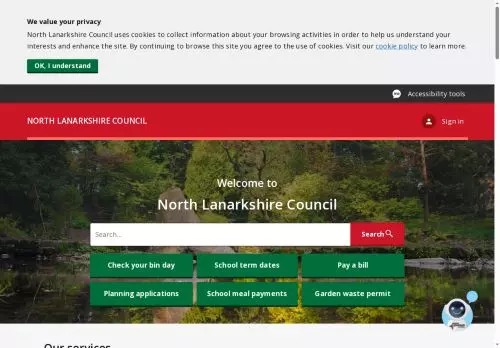 We value your privacy
North Lanarkshire Council uses cookies to collect information about your browsing activities in order to help us understand your
interests and enhance the site. By continuing to browse this site you agree to the use of cookies. Visit our cookie policy to learn more.
OK, I understand
Accessibility tools
NORTH LANARKSHIRE COUNCIL
Sign in
Welcome to
North Lanarkshire Council
Search...
Search
Check your bin day
School term dates
Pay a bill
Planning applications
School meal payments
Garden waste permit
Our services